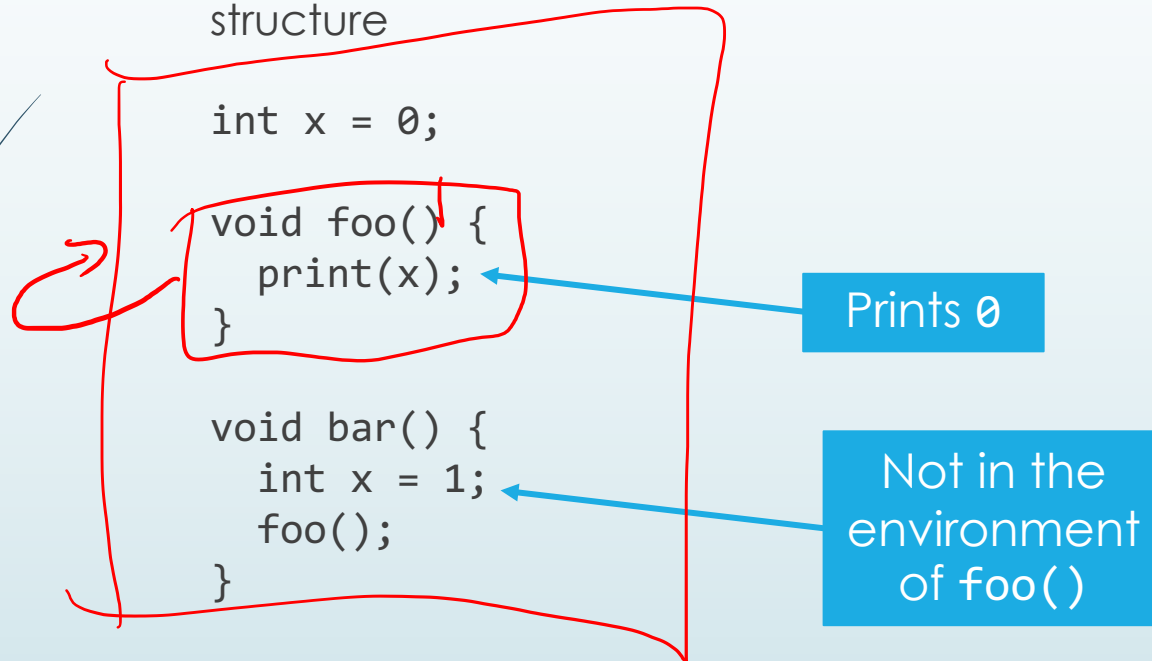 structure
int x = 0;
void foo() {
print(x);
}
Prints 0
void bar() {
int x = 1;
foo();
}
Not in the
environment
of foo()